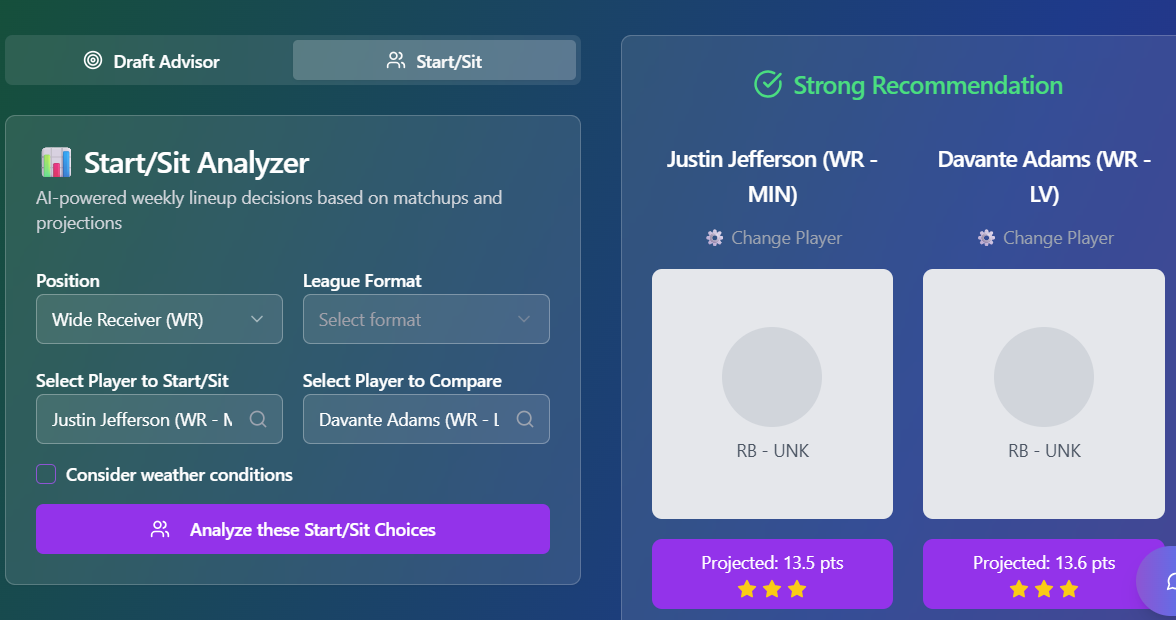 Draft Advisor
Start/Sit
Start/Sit Analyzer
AI-powered weekly lineup decisions based on matchups and
projections
Position
League Format
Wide Receiver (WR)
Select format
Select Player to Start/Sit
Select Player to Compare
Justin Jefferson (WR - M
Davante Adams (WR - L
Consider weather conditions
Analyze these Start/Sit Choices
Strong Recommendation
Justin Jefferson (WR -
MIN)
Change Player
RB - UNK
Projected: 13.5 pts
Davante Adams (WR -
LV)
Change Player
RB - UNK
Projected: 13.6 pts